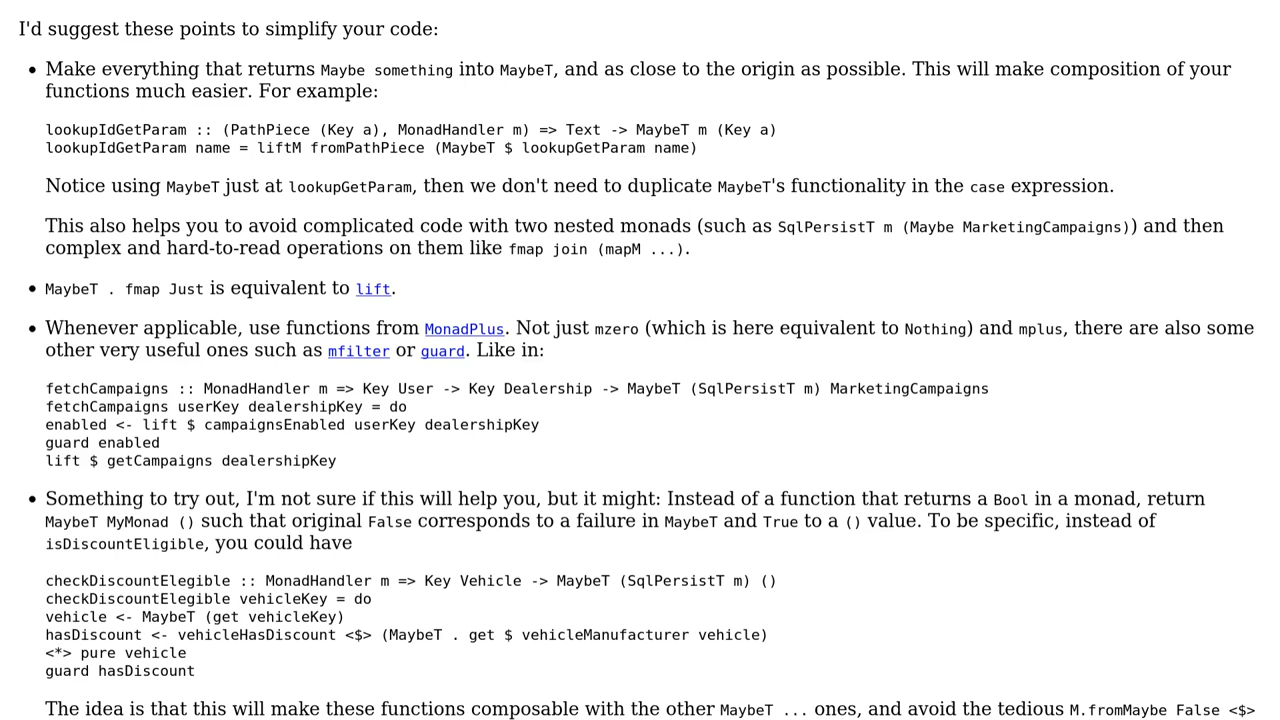 I'd suggest these points to simplify your code:
• Make everything that returns Maybe something into MaybeT, and as close to the origin as possible. This will make composition of your
functions much easier. For example:
lookupIdGetParam :: (PathPiece (Key a), MonadHandler m) => Text -> MaybeT m (Key a)
lookupIdGetParam name = liftM fromPathPiece (MaybeT $ lookupGetParam name)
Notice using MaybeT just at lookupGetParam, then we don't need to duplicate MaybeT's functionality in the case expression.
This also helps you to avoid complicated code with two nested monads (such as SqlPersistT m (Maybe MarketingCampaigns)) and then
complex and hard-to-read operations on them like fmap join (mapM ...).
• MaybeT . fmap Just is equivalent to lift.
• Whenever applicable, use functions from MonadPlus. Not just mzero (which is here equivalent to Nothing) and mplus, there are also some
other very useful ones such as mfilter or guard. Like in:
fetchCampaigns :: MonadHandler m => Key User -> Key Dealership -> MaybeT (SqlPersistT m) MarketingCampaigns
fetchCampaigns userKey dealershipKey = do
enabled <- lift $ campaignsEnabled userKey dealershipKey
guard enabled
lift $ getCampaigns dealershipKey
• Something to try out, I'm not sure if this will help you, but it might: Instead of a function that returns a Bool in a monad, return
MaybeT MyMonad () such that original False corresponds to a failure in MaybeT and True to a () value. To be specific, instead of
isDiscountEligible, you could have
checkDiscountElegible :: MonadHandler m => Key Vehicle -> MaybeT (SqlPersistT m) ()
checkDiscountElegible vehicleKey = do
vehicle <- MaybeT (get vehicleKey)
hasDiscount <- vehicleHasDiscount <$> (MaybeT . get $ vehicleManufacturer vehicle)
<*> pure vehicle
guard hasDiscount
The idea is that this will make these functions composable with the other MaybeT ... ones, and avoid the tedious M.fromMaybe False <$>